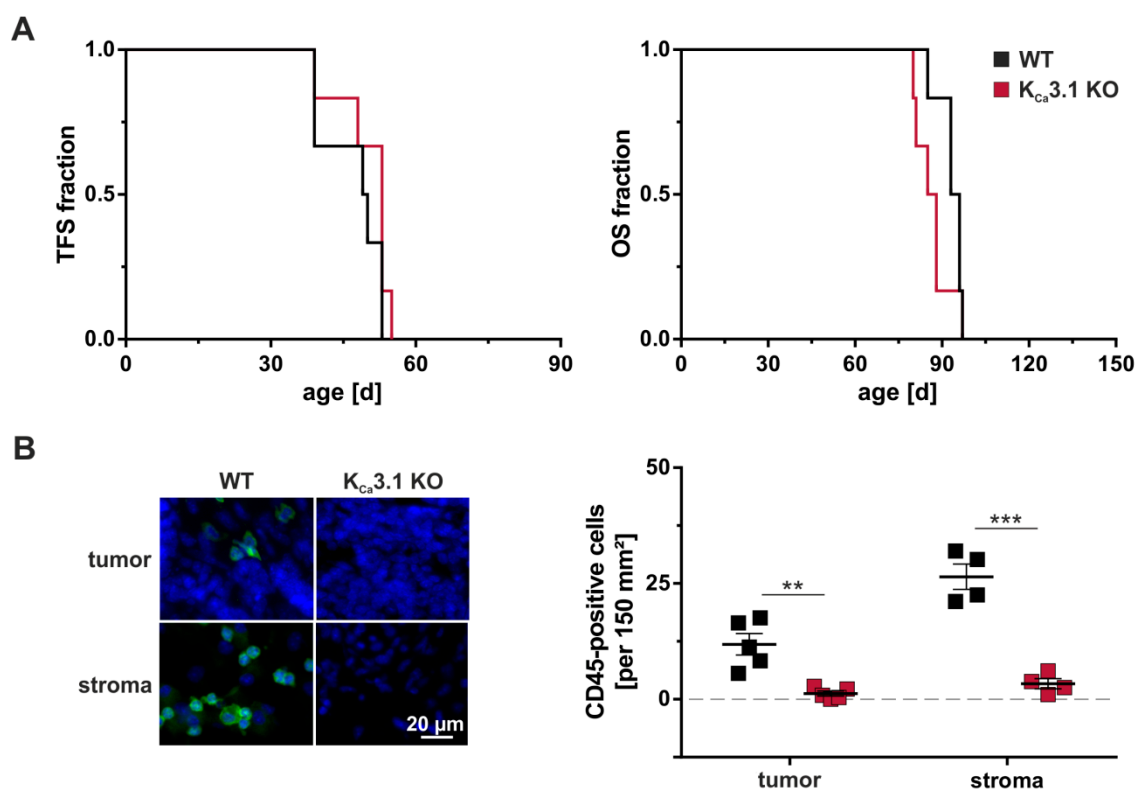 A
TFS fraction
1.0
0.5
0.0
0
30
60
90
age [d]
OS fraction
1.0
0.5
0.0
0
30
60
90
120
150
age [d]
WT
K_Ca3.1 KO
B
WT
K_Ca3.1 KO
tumor
stroma
20 µm
CD45-positive cells
[per 150 mm²]
50
25
0
**
***
tumor
stroma